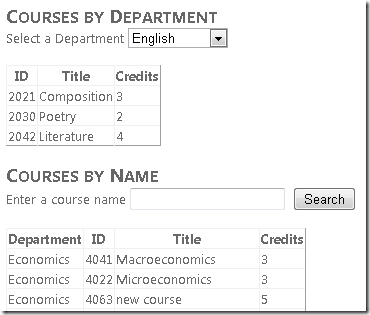 COURSES BY DEPARTMENT
Select a Department English
ID Title Credits
2021 Composition 3
2030 Poetry 2
2042 Literature 4
COURSES BY NAME
Enter a course name Search
Department ID Title Credits
Economics 4041 Macroeconomics 3
Economics 4022 Microeconomics 3
Economics 4063 new course 5